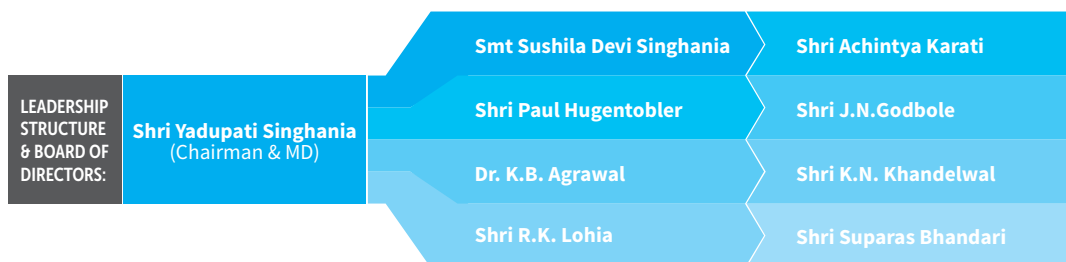 LEADERSHIP
STRUCTURE
& BOARD OF
DIRECTORS:
Shri Yadupati Singhania
(Chairman & MD)
Smt Sushila Devi Singhania
Shri Achintya Karati
Shri Paul Hugentobler
Shri J.N.Godbole
Dr. K.B. Agrawal
Shri K.N. Khandelwal
Shri R.K. Lohia
Shri Suparas Bhandari